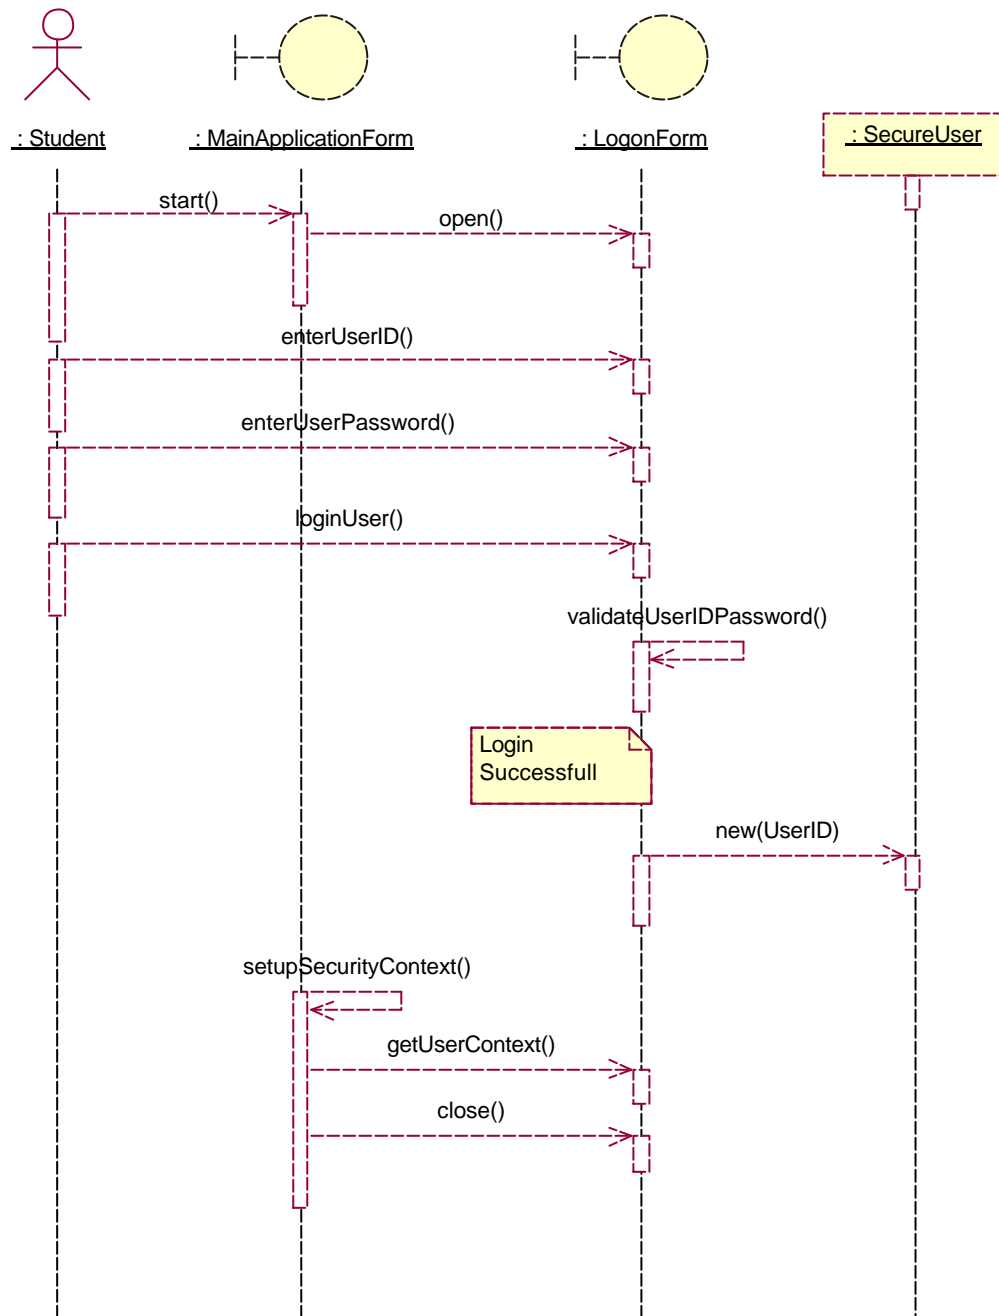 : Student
: MainApplicationForm
: LogonForm
: SecureUser
start()
open()
enterUserID()
enterUserPassword()
loginUser()
validateUserIDPassword()
Login
Successfull
new(UserID)
setupSecurityContext()
getUserContext()
close()